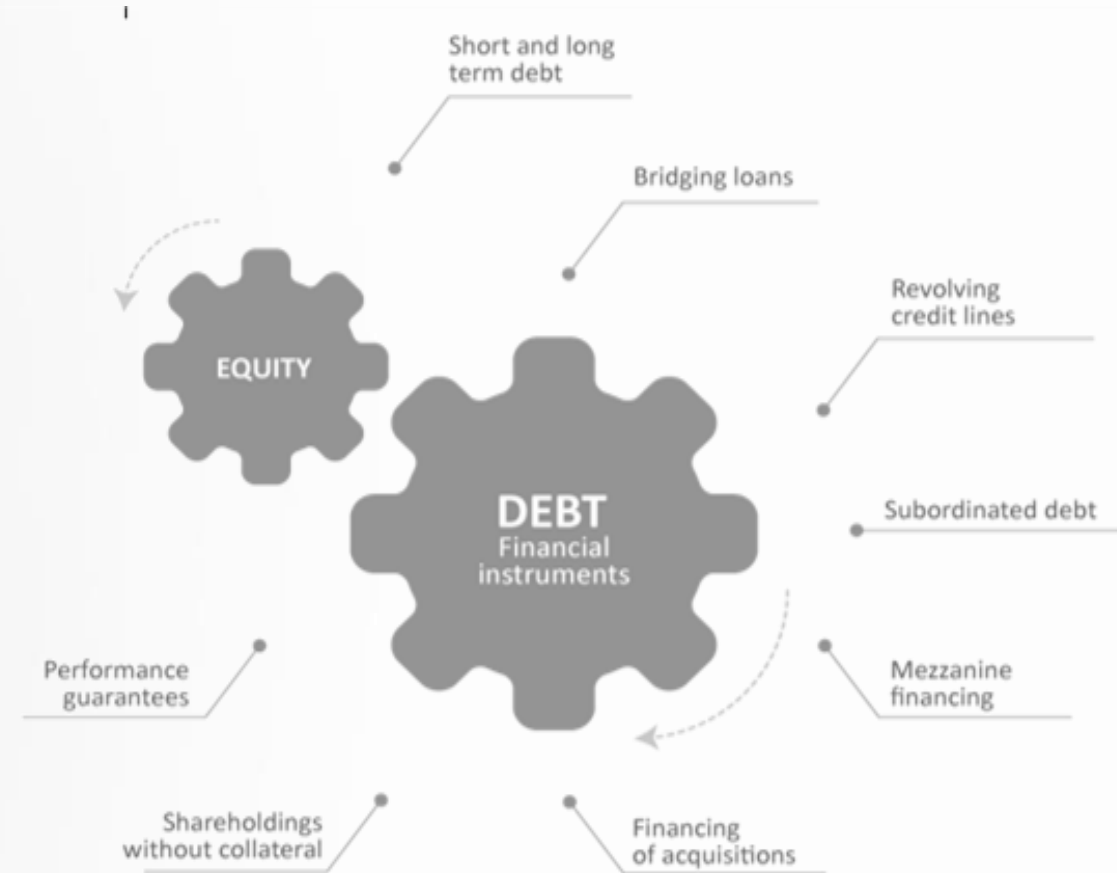 Short and long
term debt
Bridging loans
Revolving
credit lines
EQUITY
DEBT
Financial
instruments
Subordinated debt
Performance
guarantees
Mezzanine
financing
Shareholdings
without collateral
Financing
of acquisitions